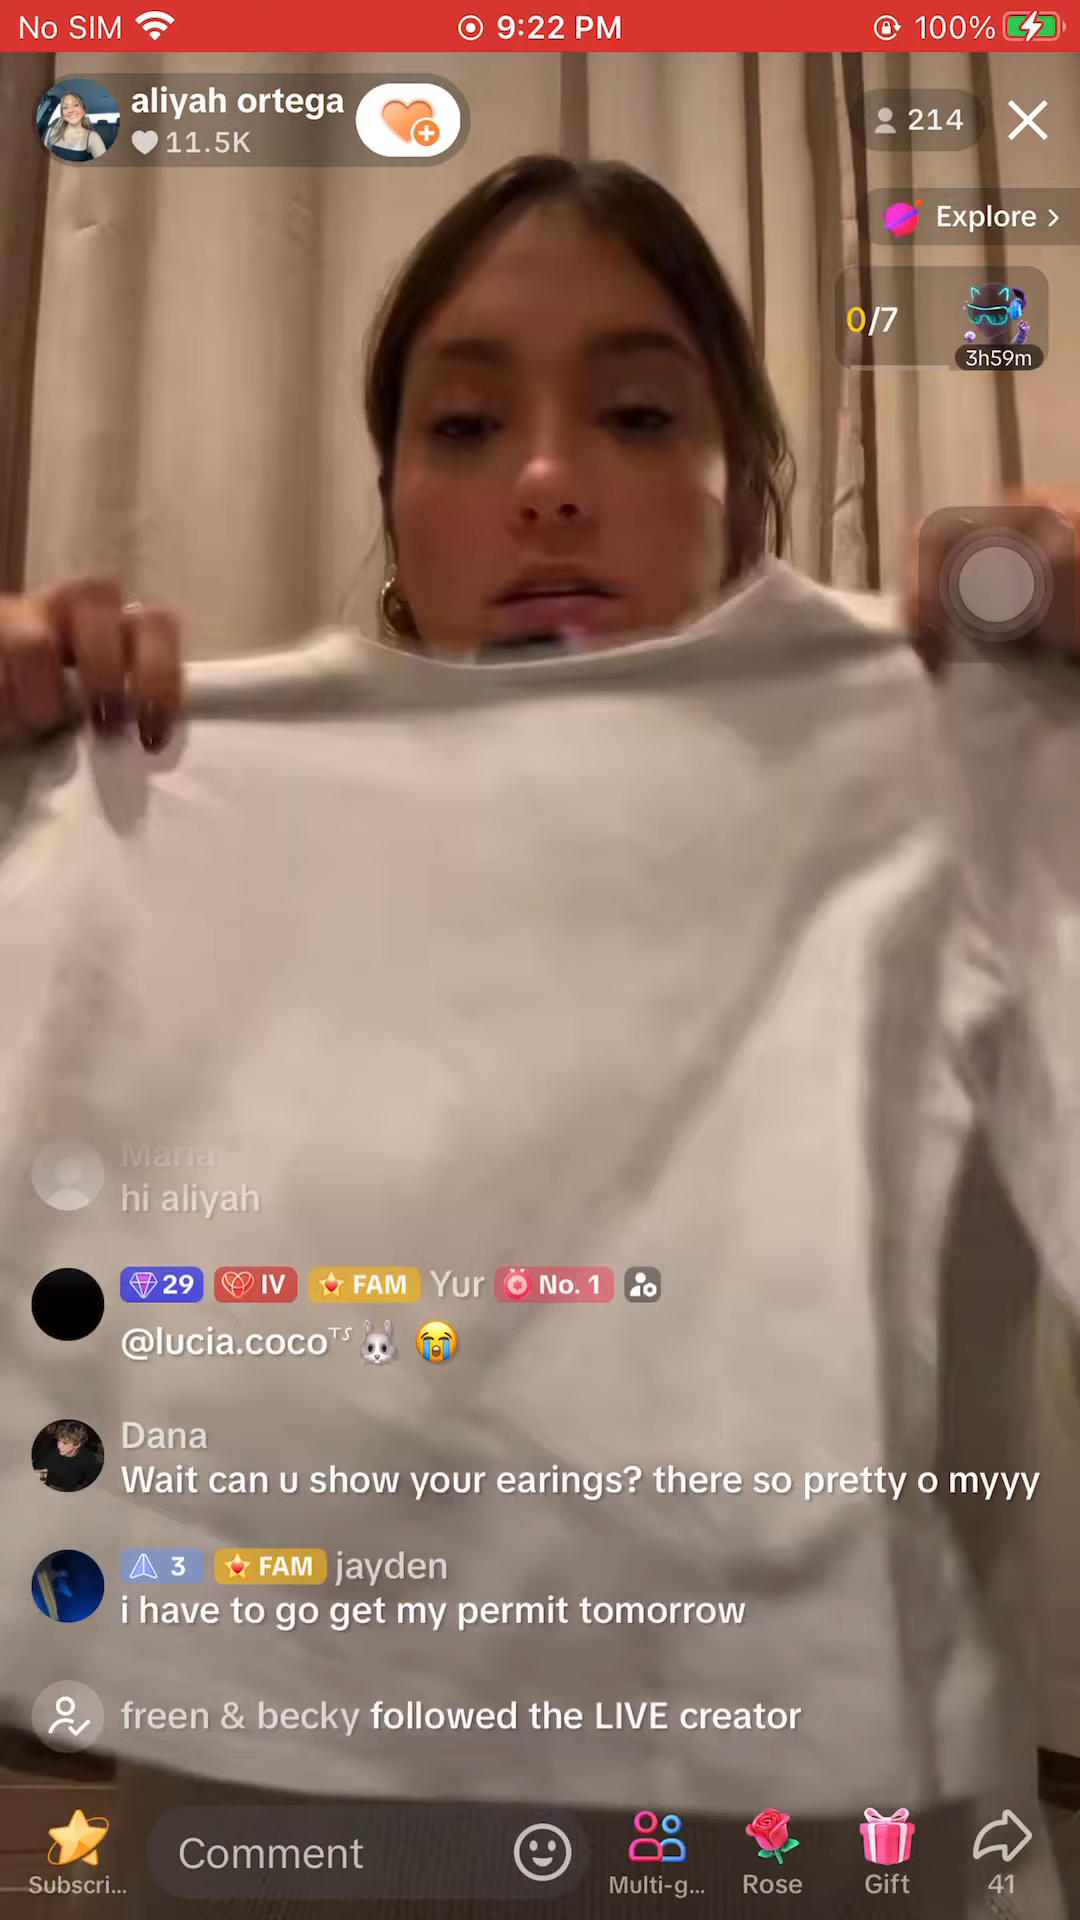 No SIM 9:22 PM 100%
aliyah ortega
11.5K
214
Explore >
0/7
3h59m
Maria
hi aliyah
29 IV FAM Yur No. 1
@lucia.cocoᵀˢ🐰 😭
Dana
Wait can u show your earings? there so pretty o myyy
3 FAM jayden
i have to go get my permit tomorrow
freen & becky followed the LIVE creator
Subscri... Comment Multi-g... Rose Gift 41